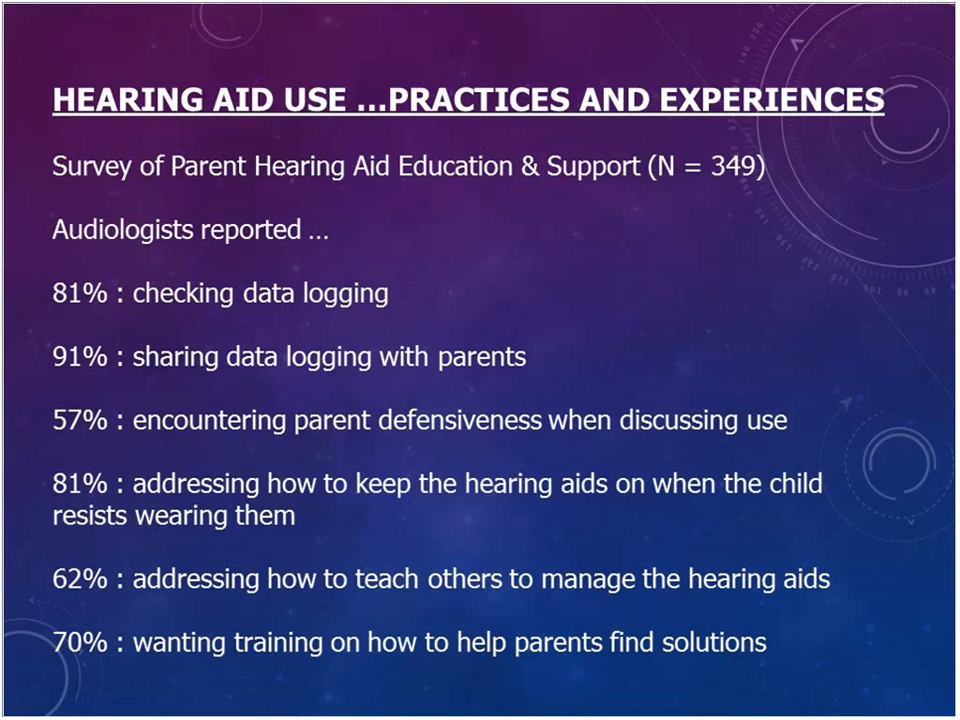 HEARING AID USE ...PRACTICES AND EXPERIENCES
Survey of Parent Hearing Aid Education & Support (N = 349)
Audiologists reported ...
81% : checking data logging
91% : sharing data logging with parents
57% : encountering parent defensiveness when discussing use
81% : addressing how to keep the hearing aids on when the child
resists wearing them
62% : addressing how to teach others to manage the hearing aids
70% : wanting training on how to help parents find solutions